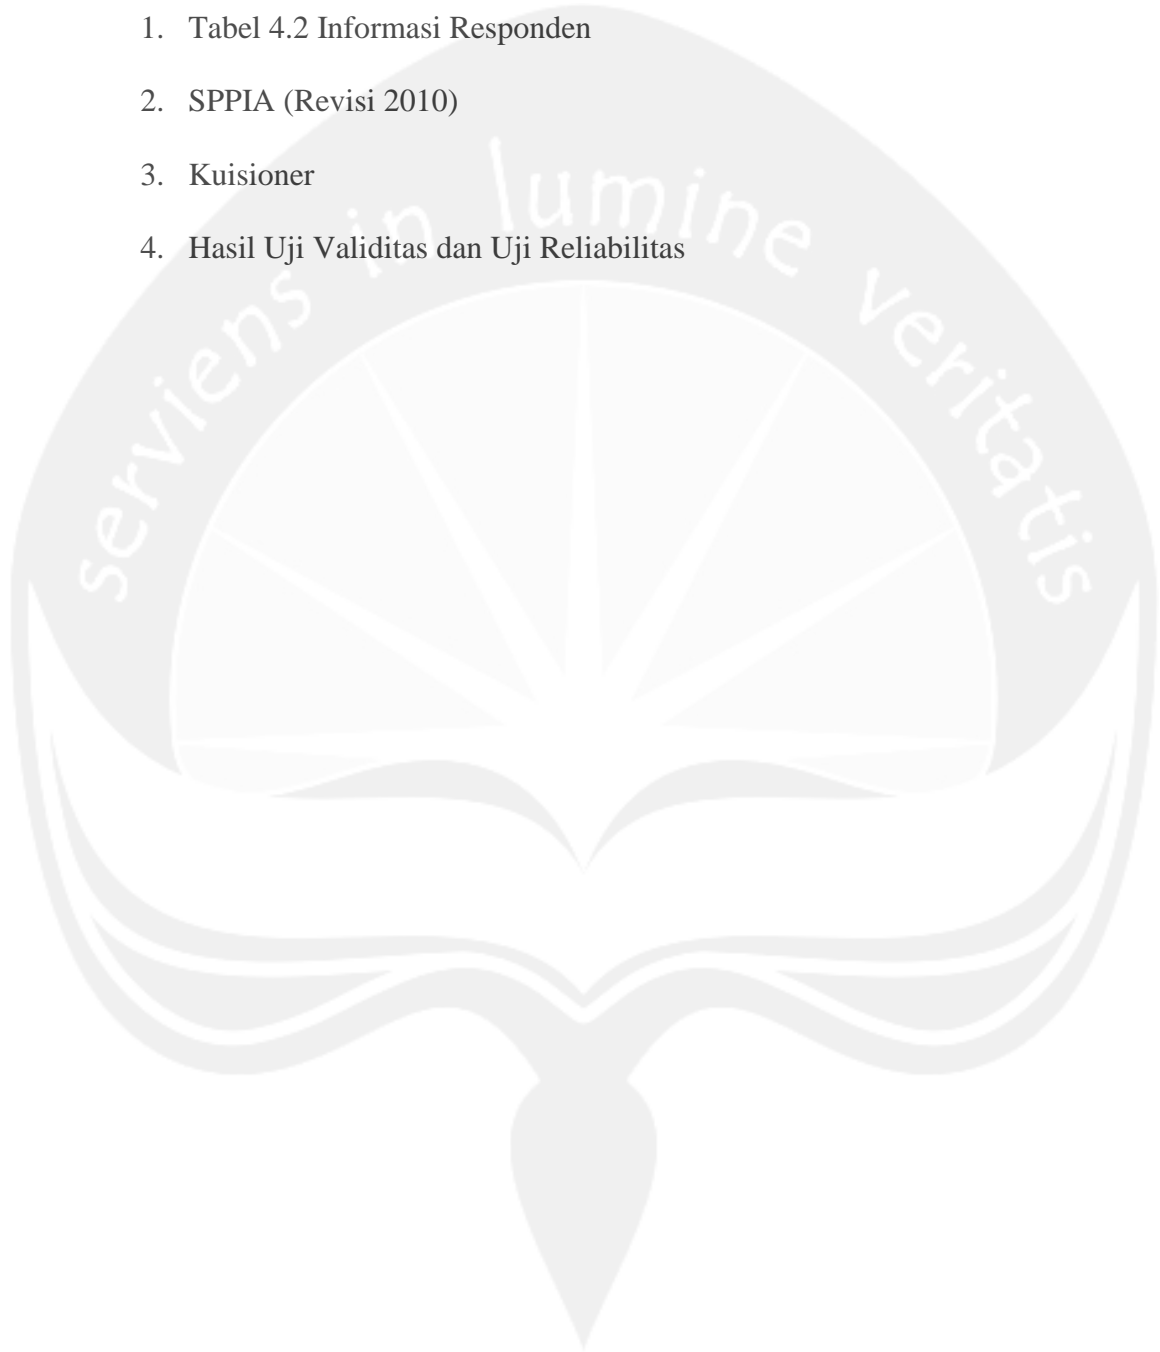 1. Tabel 4.2 Informasi Responden
2. SPPIA (Revisi 2010)
3. Kuisioner
4. Hasil Uji Validitas dan Uji Reliabilitas
serviens in lumine veritatis